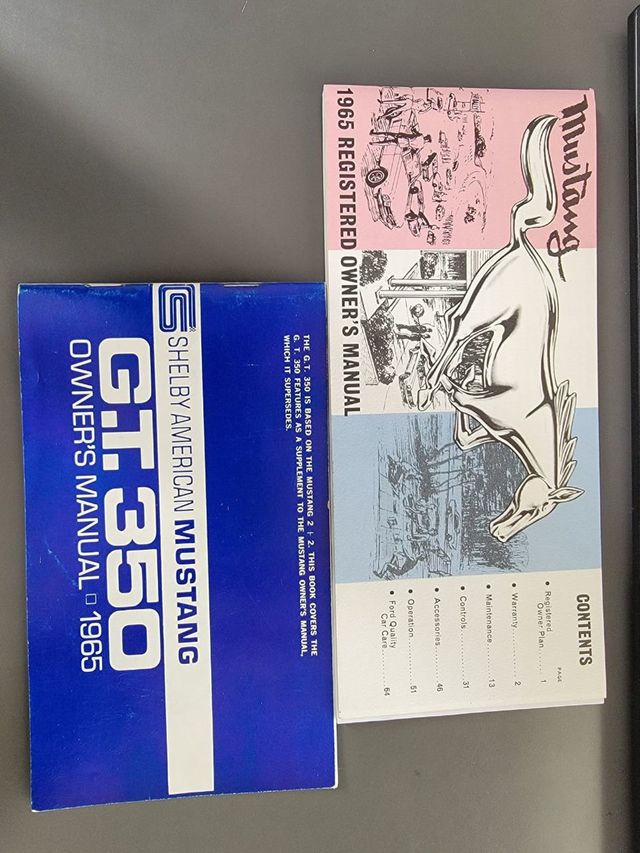 Mustang
1965 REGISTERED OWNER'S MANUAL
CONTENTS
PAGE
• Registered
Owner Plan...... 1
• Warranty.......... 2
• Maintenance...... 13
• Controls.......... 31
• Accessories...... 46
• Operation........ 51
• Ford Quality
Car Care........ 64
THE G.T. 350 IS BASED ON THE MUSTANG 2 + 2. THIS BOOK COVERS THE
G. T. 350 FEATURES AS A SUPPLEMENT TO THE MUSTANG OWNER'S MANUAL,
WHICH IT SUPERSEDES.
SHELBY AMERICAN MUSTANG
G.T. 350
OWNER'S MANUAL □ 1965